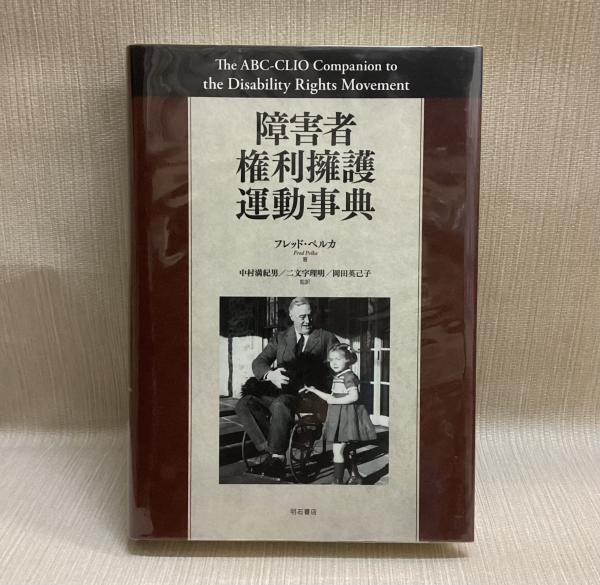 The ABC-CLIO Companion to
the Disability Rights Movement
障害者
権利擁護
運動事典
フレッド・ペルカ
Fred Pelka
著
中村満紀男／二文字理明／岡田英己子
監訳
明石書店